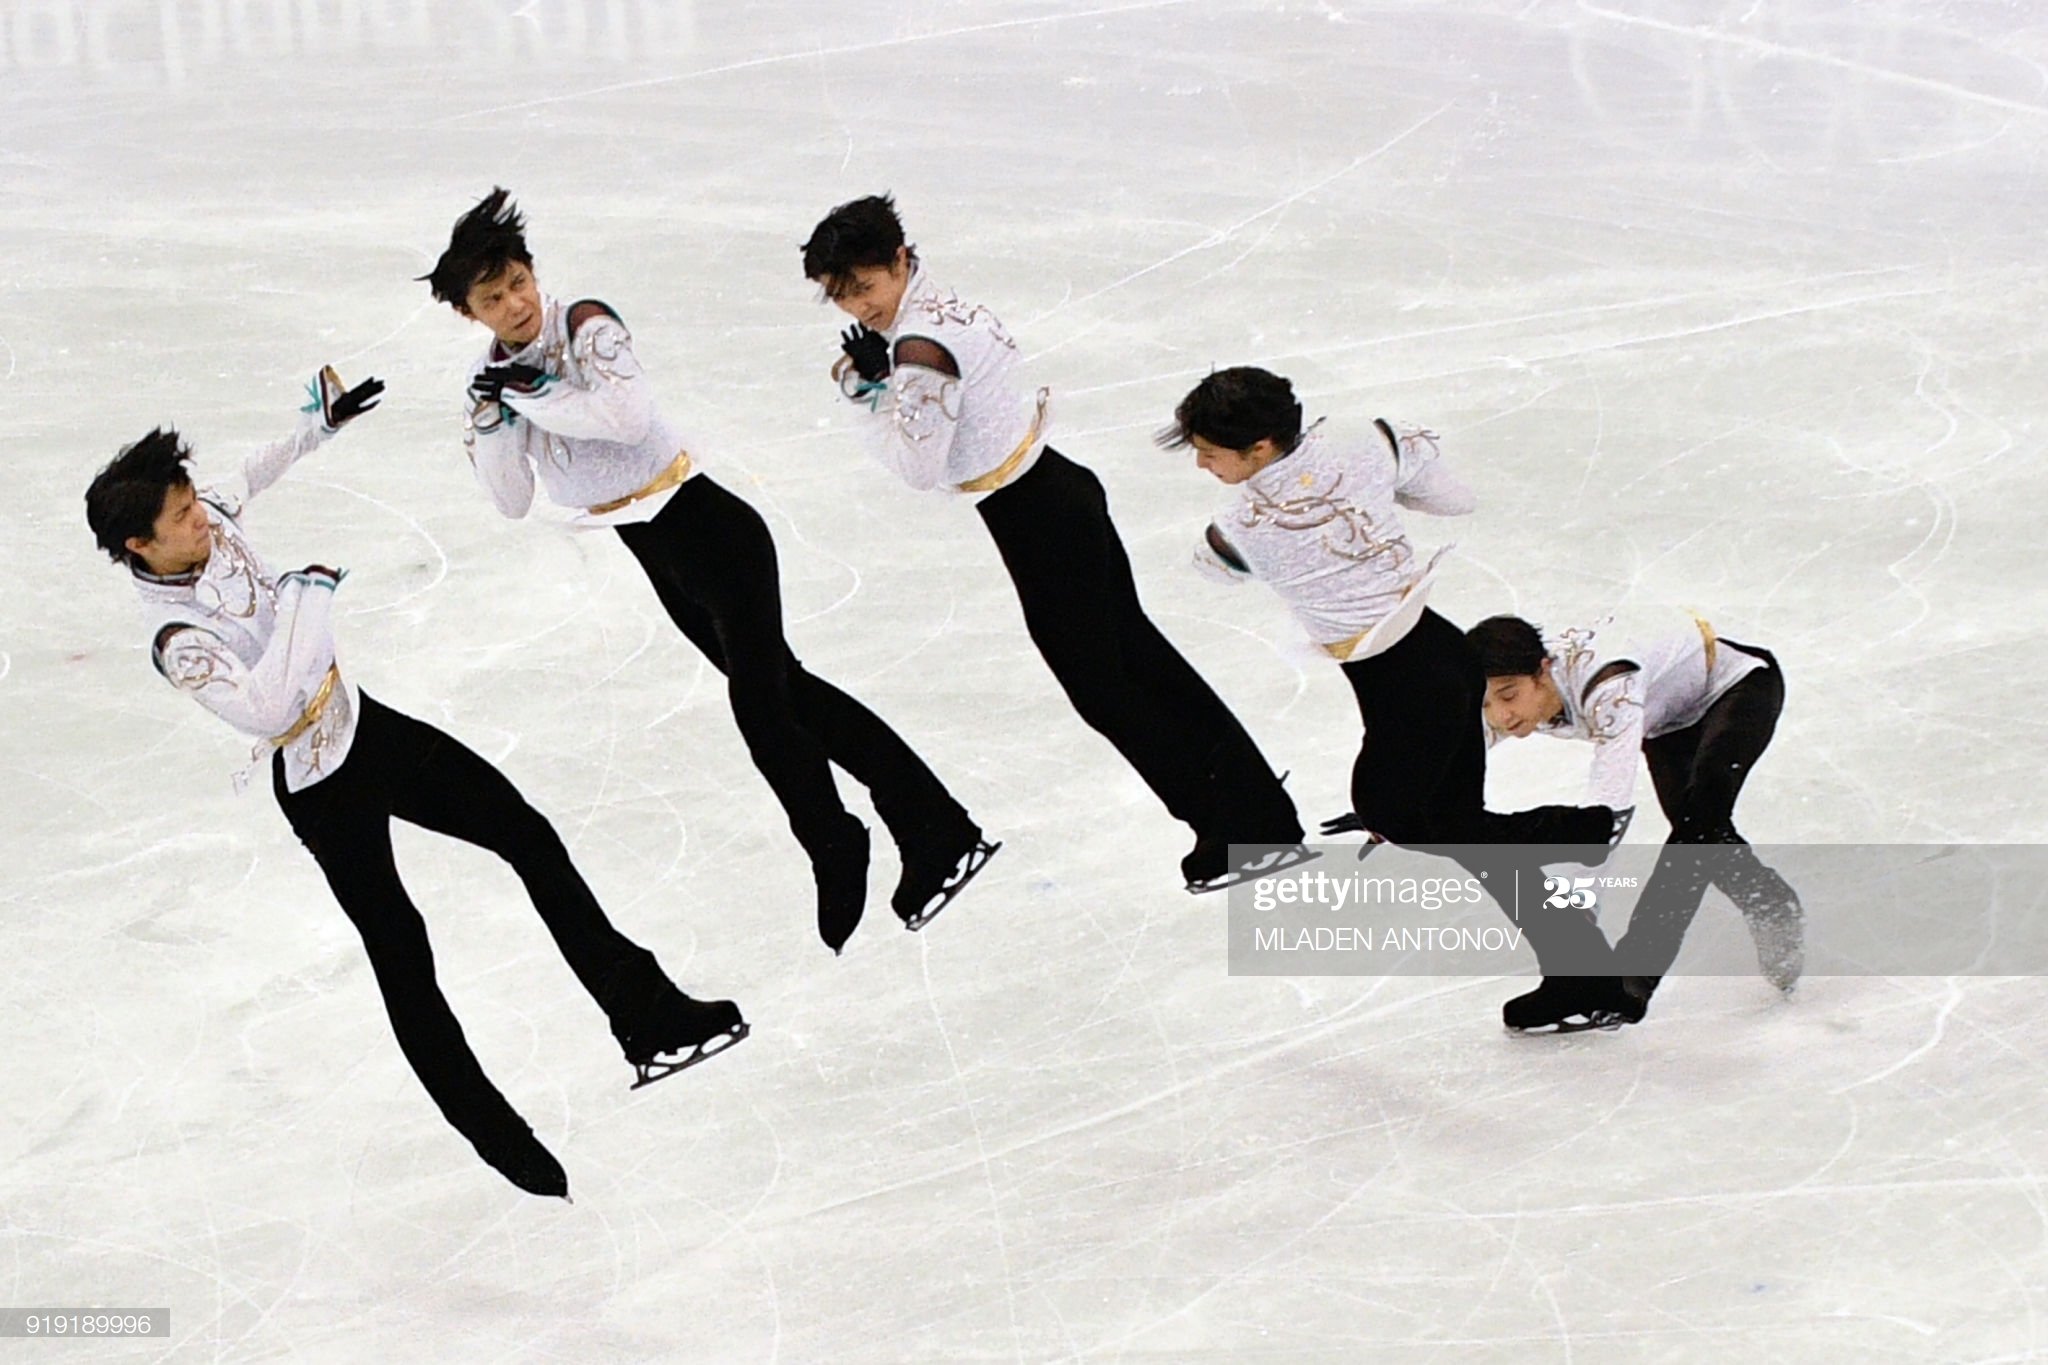 gettyimages®
25 YEARS
MLADEN ANTONOV
919189996